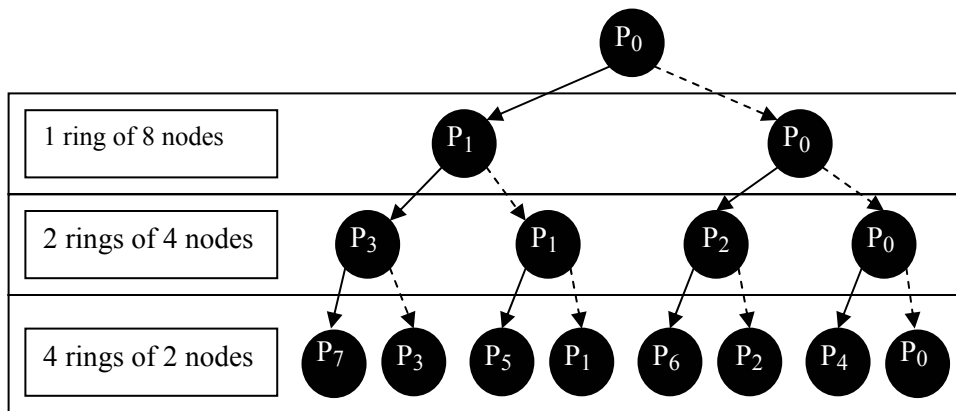 P₀
1 ring of 8 nodes
P₁ P₀
2 rings of 4 nodes
P₃ P₁ P₂ P₀
4 rings of 2 nodes
P₇ P₃ P₅ P₁ P₆ P₂ P₄ P₀